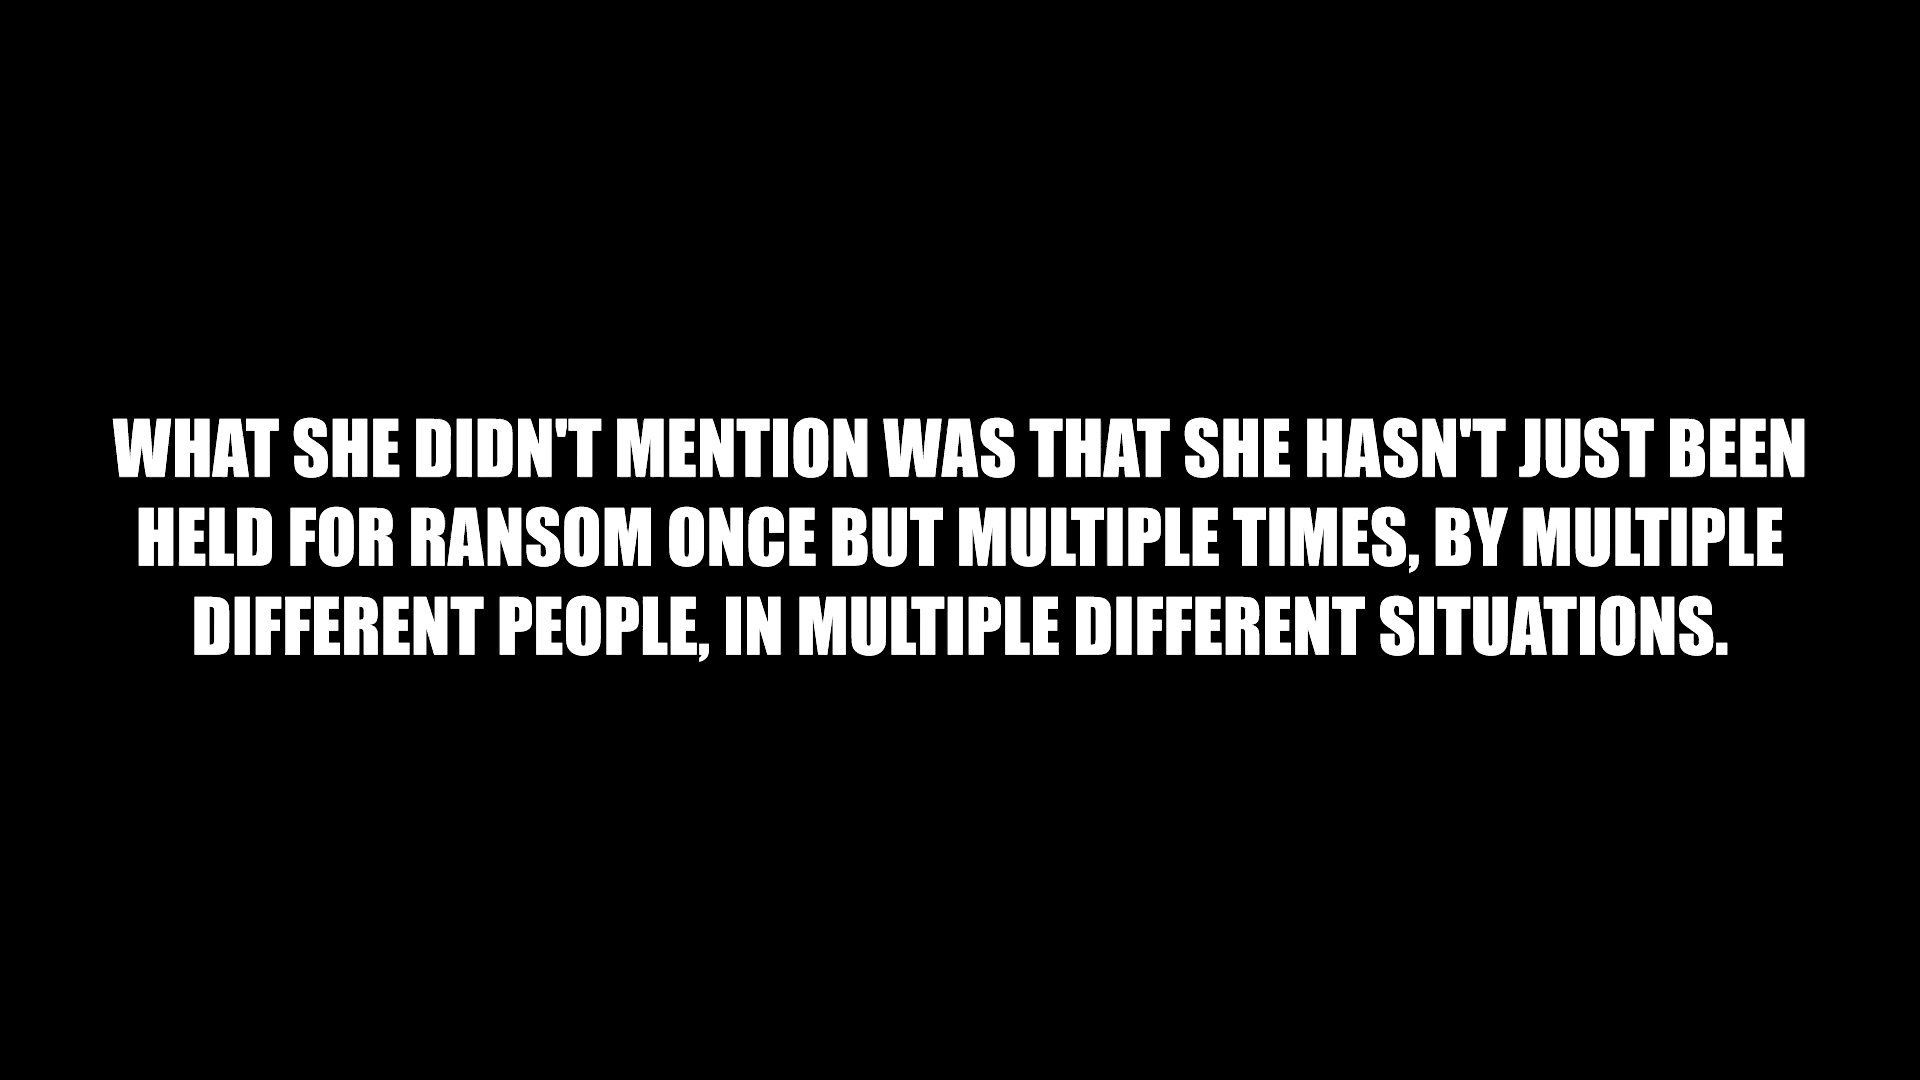 WHAT SHE DIDN'T MENTION WAS THAT SHE HASN'T JUST BEEN
HELD FOR RANSOM ONCE BUT MULTIPLE TIMES, BY MULTIPLE
DIFFERENT PEOPLE, IN MULTIPLE DIFFERENT SITUATIONS.